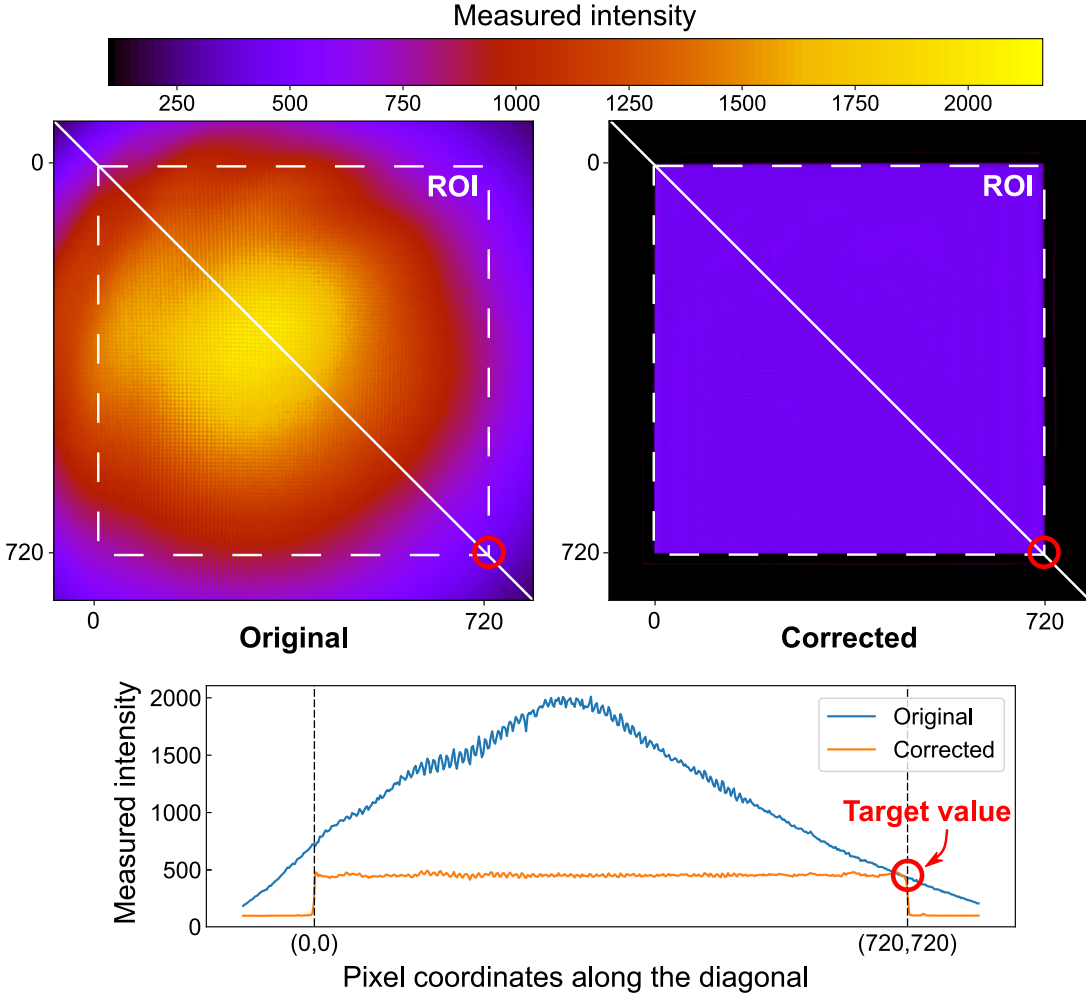 Measured intensity
250 500 750 1000 1250 1500 1750 2000
0 ROI 0 ROI
720 720
0 720 0 720
Original Corrected
Measured intensity
2000
1500
1000
500
0
Original
Corrected
Target value
(0,0) (720,720)
Pixel coordinates along the diagonal